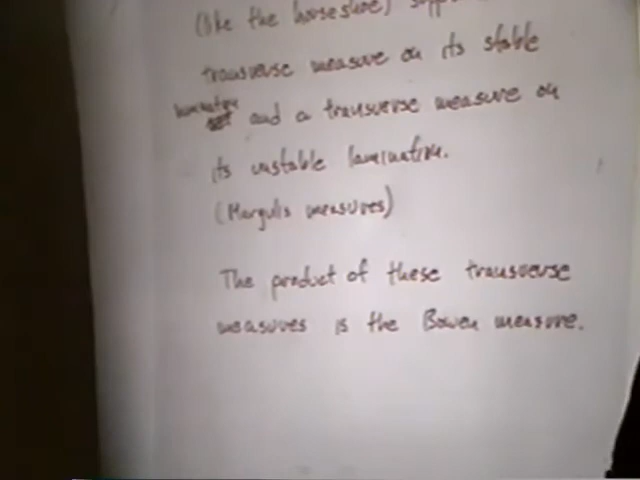 (like the horseshoe)
transverse measure on its stable
lamination and a transverse measure on
its unstable lamination.
(Margulis measures)
The product of these transverse
measures is the Bowen measure.